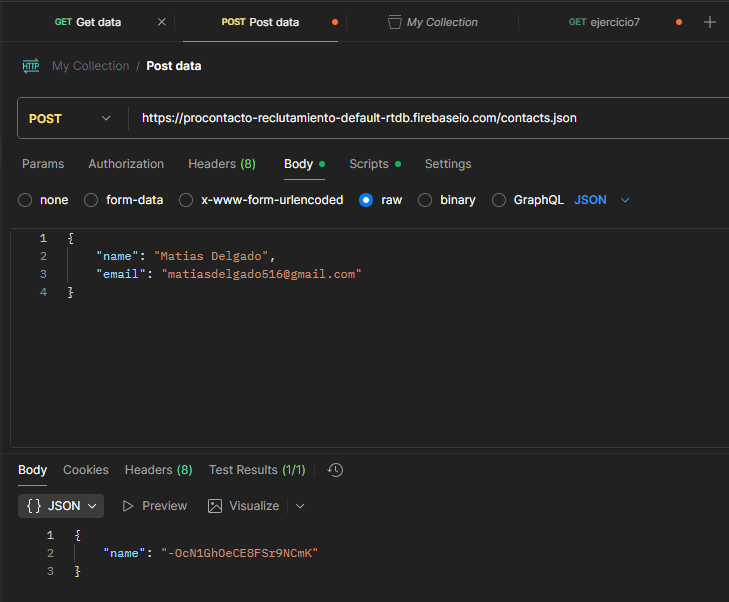 GET Get data POST Post data My Collection GET ejercicio7
HTTP My Collection / Post data
POST https://procontacto-reclutamiento-default-rtdb.firebaseio.com/contacts.json
Params Authorization Headers (8) Body Scripts Settings
none form-data x-www-form-urlencoded raw binary GraphQL JSON
1 {
2 "name": "Matias Delgado",
3 "email": "matiasdelgado516@gmail.com"
4 }
Body Cookies Headers (8) Test Results (1/1)
{} JSON Preview Visualize
1 {
2 "name": "-OcN1GhOeCE8FSr9NCmK"
3 }